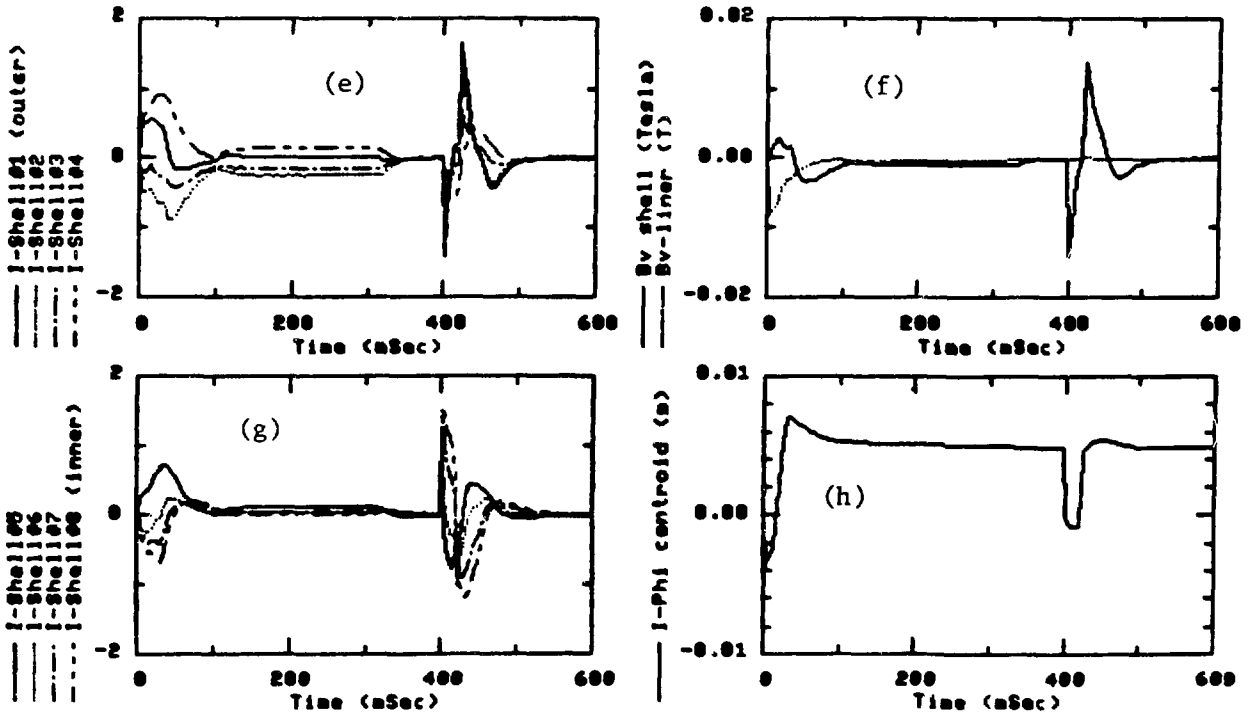 I-Shell01 (outer)
I-Shell02
I-Shell03
I-Shell04
2
0
-2
(e)
0 200 400 600
Time (mSec)
Bv shell (Tesla)
Bv-liner (T)
0.02
0.00
-0.02
(f)
0 200 400 600
Time (mSec)
I-Shell05
I-Shell06
I-Shell07
I-Shell08 (inner)
2
0
-2
(g)
0 200 400 600
Time (mSec)
I-Phi centroid (m)
0.01
0.00
-0.01
(h)
0 200 400 600
Time (mSec)